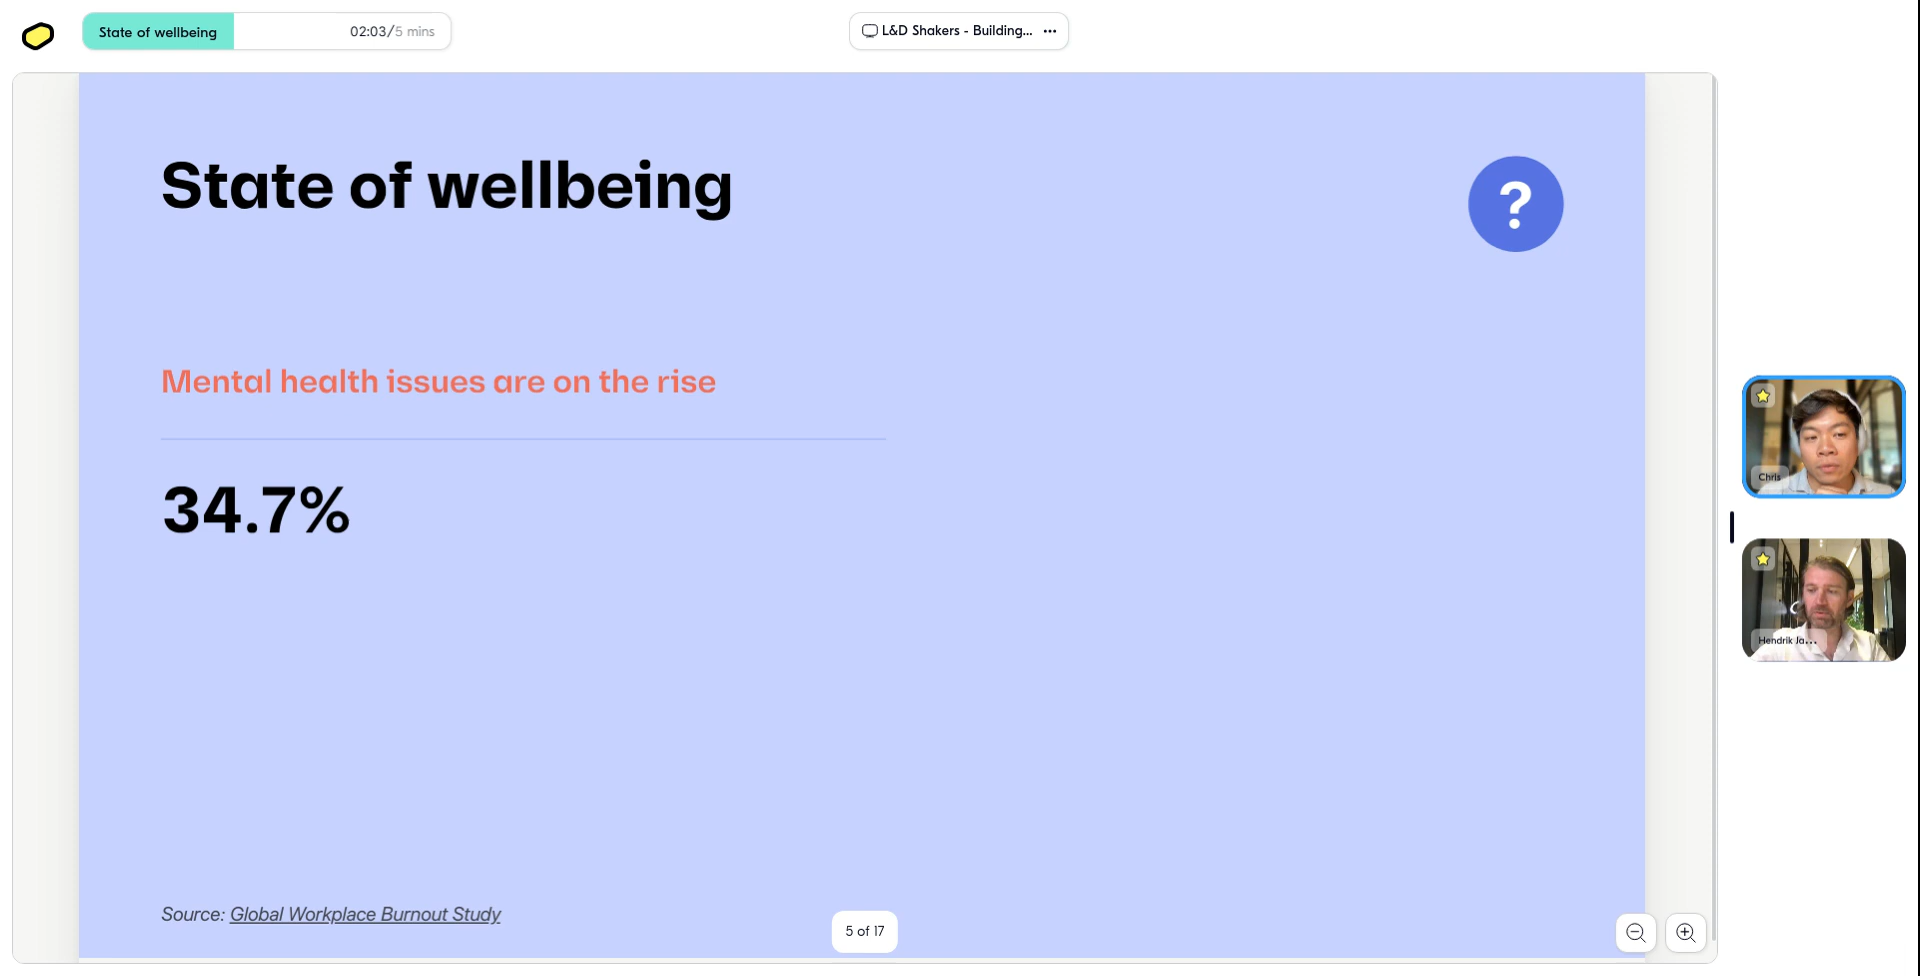 State of wellbeing
02:03/5 mins
L&D Shakers - Building...
State of wellbeing
?
Mental health issues are on the rise
34.7%
Chris
Hendrik Ja...
Source: Global Workplace Burnout Study
5 of 17